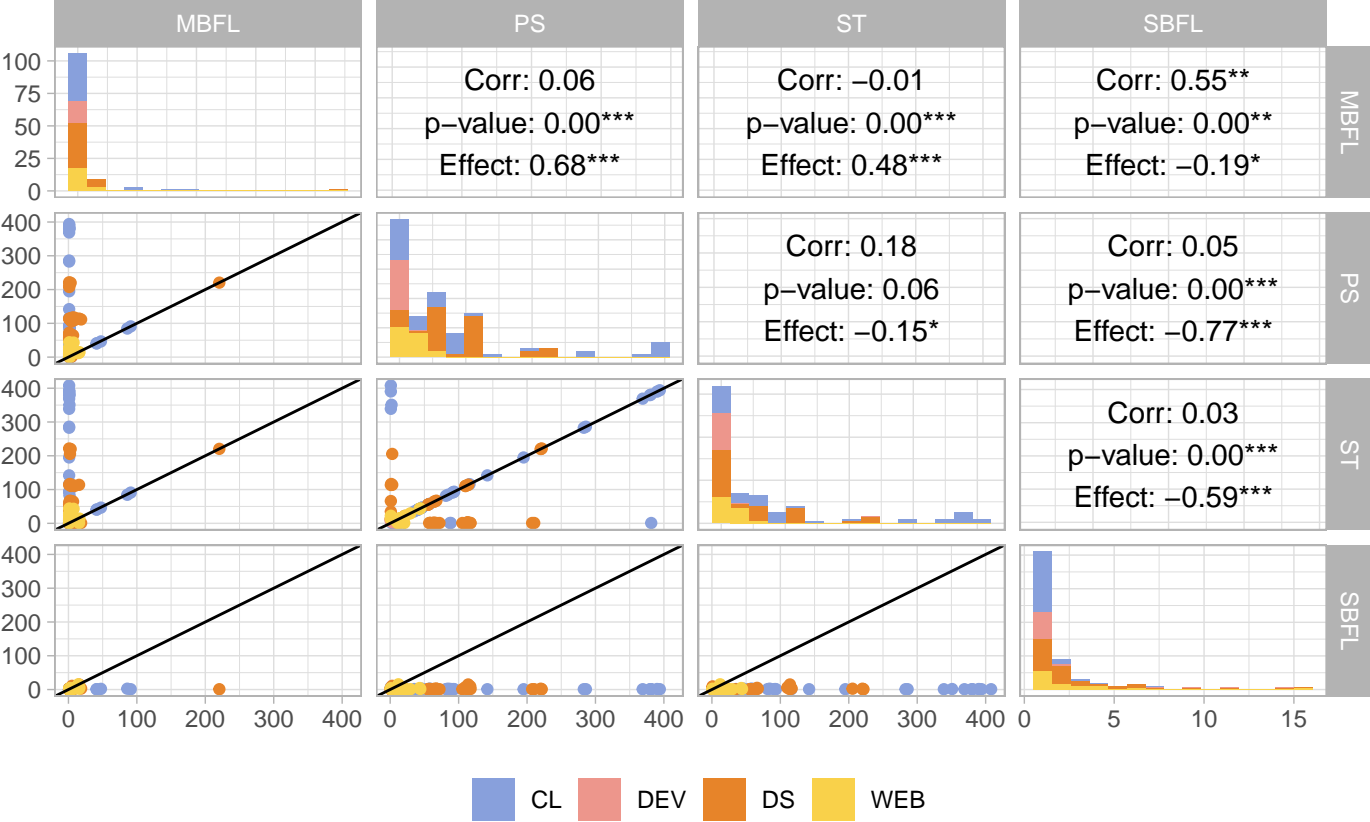 MBFL PS ST SBFL
100
75
50
25
0
Corr: 0.06
p−value: 0.00***
Effect: 0.68***
Corr: −0.01
p−value: 0.00***
Effect: 0.48***
Corr: 0.55**
p−value: 0.00**
Effect: −0.19*
MBFL
400
300
200
100
0
Corr: 0.18
p−value: 0.06
Effect: −0.15*
Corr: 0.05
p−value: 0.00***
Effect: −0.77***
PS
400
300
200
100
0
Corr: 0.03
p−value: 0.00***
Effect: −0.59***
ST
400
300
200
100
0
SBFL
0 100 200 300 400 0 100 200 300 400 0 100 200 300 400 0 5 10 15
CL DEV DS WEB